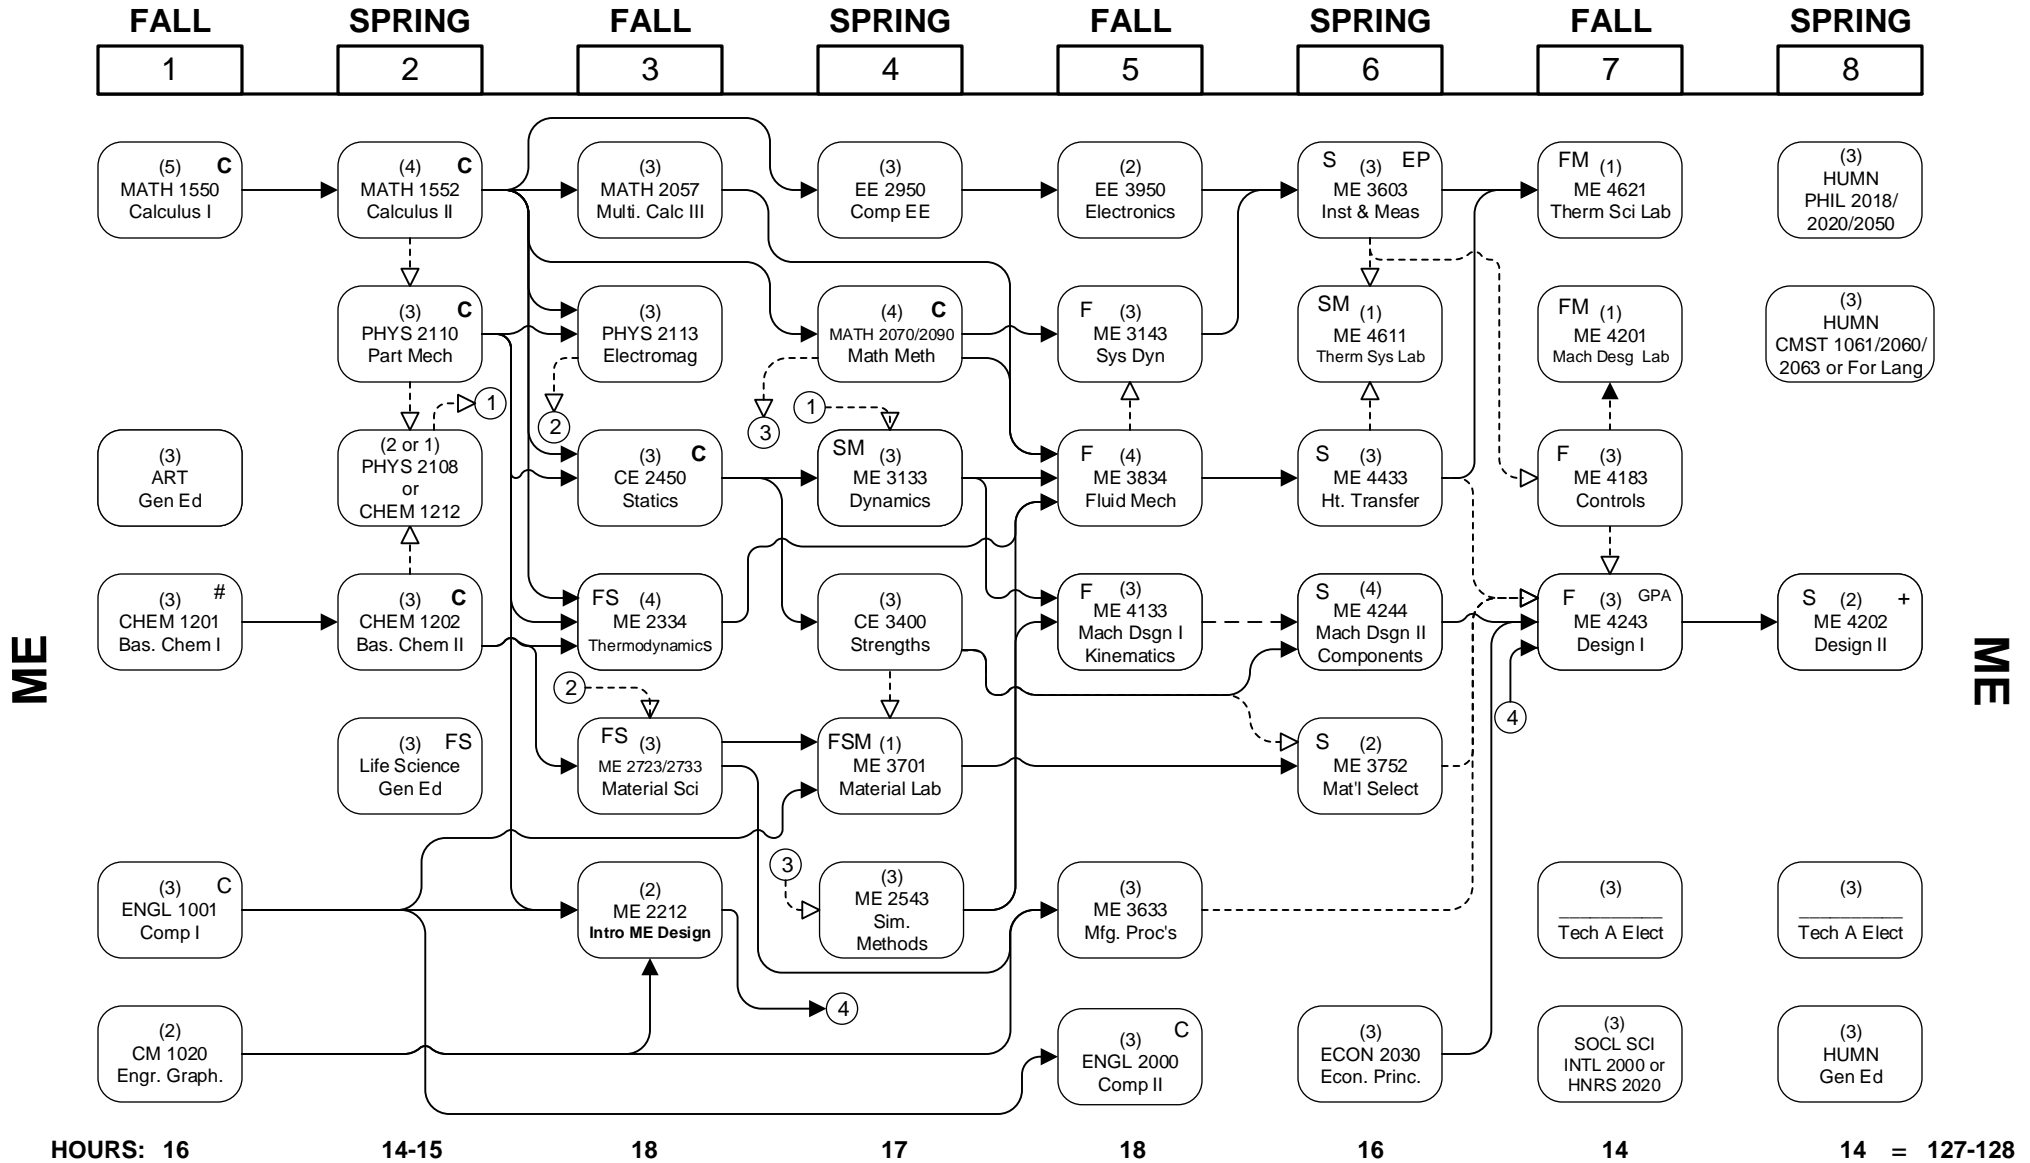 FALL SPRING FALL SPRING FALL SPRING FALL SPRING
1 2 3 4 5 6 7 8
(5) C
MATH 1550
Calculus I
(4) C
MATH 1552
Calculus II
(3)
MATH 2057
Multi. Calc III
(3)
EE 2950
Comp EE
(2)
EE 3950
Electronics
S (3) EP
ME 3603
Inst & Meas
FM (1)
ME 4621
Therm Sci Lab
(3)
HUMN
PHIL 2018/
2020/2050
(3) C
PHYS 2110
Part Mech
(3)
PHYS 2113
Electromag
(4) C
MATH 2070/2090
Math Meth
F (3)
ME 3143
Sys Dyn
SM (1)
ME 4611
Therm Sys Lab
FM (1)
ME 4201
Mach Desg Lab
(3)
HUMN
CMST 1061/2060/
2063 or For Lang
1
2
3
1
(3)
ART
Gen Ed
(2 or 1)
PHYS 2108
or
CHEM 1212
(3) C
CE 2450
Statics
SM (3)
ME 3133
Dynamics
F (4)
ME 3834
Fluid Mech
S (3)
ME 4433
Ht. Transfer
F (3)
ME 4183
Controls
(3) #
CHEM 1201
Bas. Chem I
(3) C
CHEM 1202
Bas. Chem II
FS (4)
ME 2334
Thermodynamics
(3)
CE 3400
Strengths
F (3)
ME 4133
Mach Dsgn I
Kinematics
S (4)
ME 4244
Mach Dsgn II
Components
F (3) GPA
ME 4243
Design I
S (2) +
ME 4202
Design II
ME
ME
2
4
(3) FS
Life Science
Gen Ed
FS (3)
ME 2723/2733
Material Sci
FSM (1)
ME 3701
Material Lab
S (2)
ME 3752
Mat'l Select
3
(3) C
ENGL 1001
Comp I
(2)
ME 2212
Intro ME Design
(3)
ME 2543
Sim.
Methods
(3)
ME 3633
Mfg. Proc's
(3)
__________
Tech A Elect
(3)
__________
Tech A Elect
4
(2)
CM 1020
Engr. Graph.
(3) C
ENGL 2000
Comp II
(3)
ECON 2030
Econ. Princ.
(3)
SOCL SCI
INTL 2000 or
HNRS 2020
(3)
HUMN
Gen Ed
HOURS: 16 14-15 18 17 18 16 14 14 = 127-128